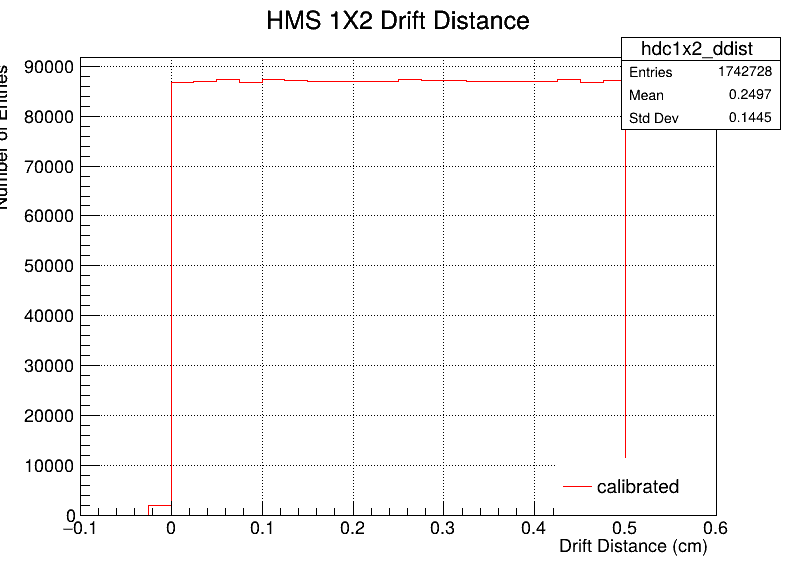 HMS 1X2 Drift Distance
hdc1x2_ddist
Entries 1742728
Mean 0.2497
Std Dev 0.1445
Number of Entries
90000
80000
70000
60000
50000
40000
30000
20000
10000
0
calibrated
−0.1 0 0.1 0.2 0.3 0.4 0.5 0.6
Drift Distance (cm)